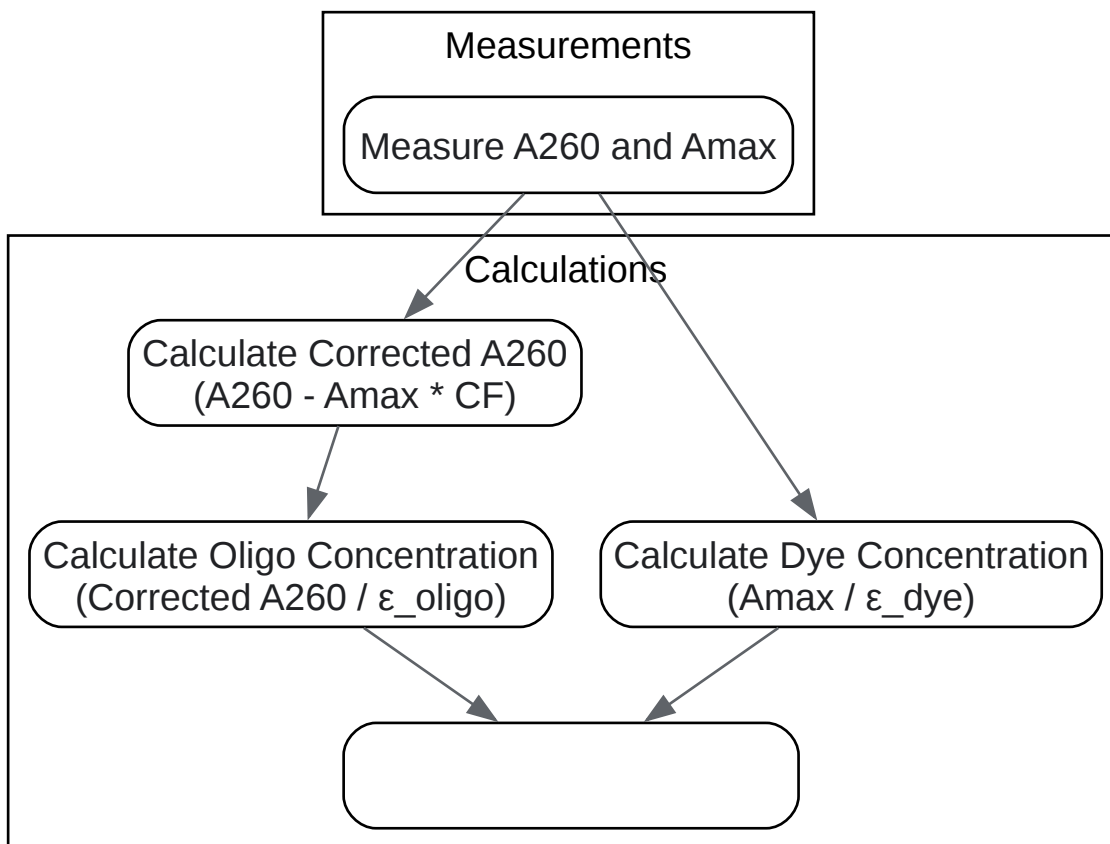 Measurements
Measure A260 and Amax
Calculations
Calculate Corrected A260
(A260 - Amax * CF)
Calculate Oligo Concentration
(Corrected A260 / ε_oligo)
Calculate Dye Concentration
(Amax / ε_dye)